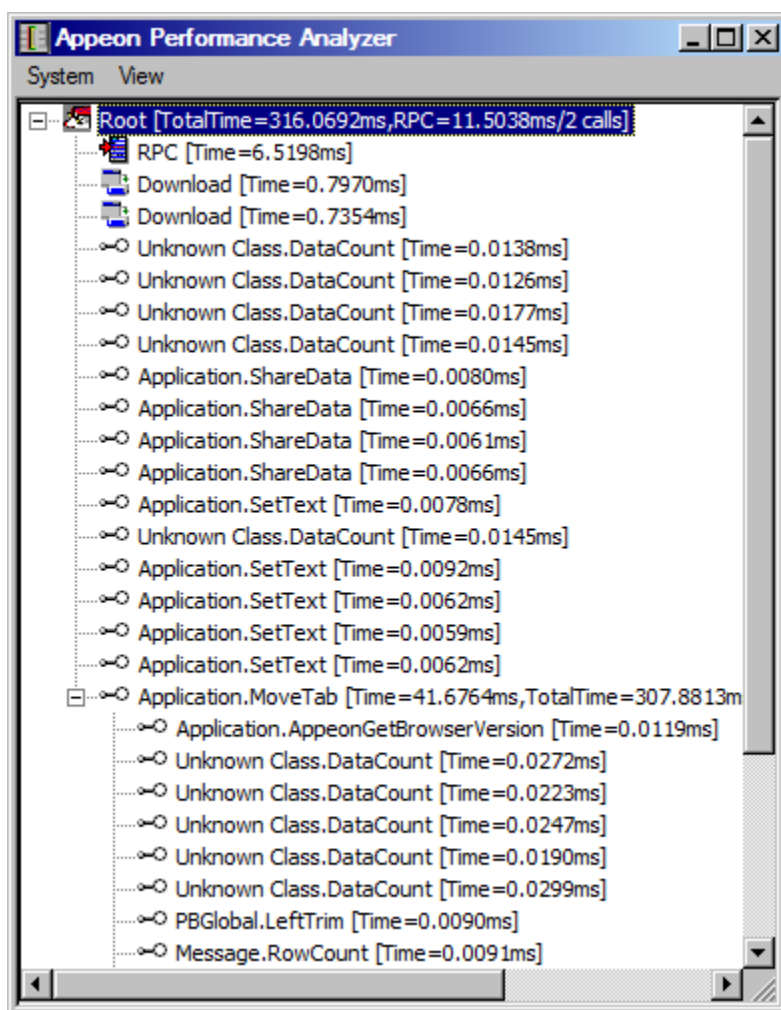 Appeon Performance Analyzer
System View
Root [TotalTime=316.0692ms,RPC=11.5038ms/2 calls]
RPC [Time=6.5198ms]
Download [Time=0.7970ms]
Download [Time=0.7354ms]
Unknown Class.DataCount [Time=0.0138ms]
Unknown Class.DataCount [Time=0.0126ms]
Unknown Class.DataCount [Time=0.0177ms]
Unknown Class.DataCount [Time=0.0145ms]
Application.ShareData [Time=0.0080ms]
Application.ShareData [Time=0.0066ms]
Application.ShareData [Time=0.0061ms]
Application.ShareData [Time=0.0066ms]
Application.SetText [Time=0.0078ms]
Unknown Class.DataCount [Time=0.0145ms]
Application.SetText [Time=0.0092ms]
Application.SetText [Time=0.0062ms]
Application.SetText [Time=0.0059ms]
Application.SetText [Time=0.0062ms]
Application.MoveTab [Time=41.6764ms,TotalTime=307.8813m
Application.AppeonGetBrowserVersion [Time=0.0119ms]
Unknown Class.DataCount [Time=0.0272ms]
Unknown Class.DataCount [Time=0.0223ms]
Unknown Class.DataCount [Time=0.0247ms]
Unknown Class.DataCount [Time=0.0190ms]
Unknown Class.DataCount [Time=0.0299ms]
PBGlobal.LeftTrim [Time=0.0090ms]
Message.RowCount [Time=0.0091ms]